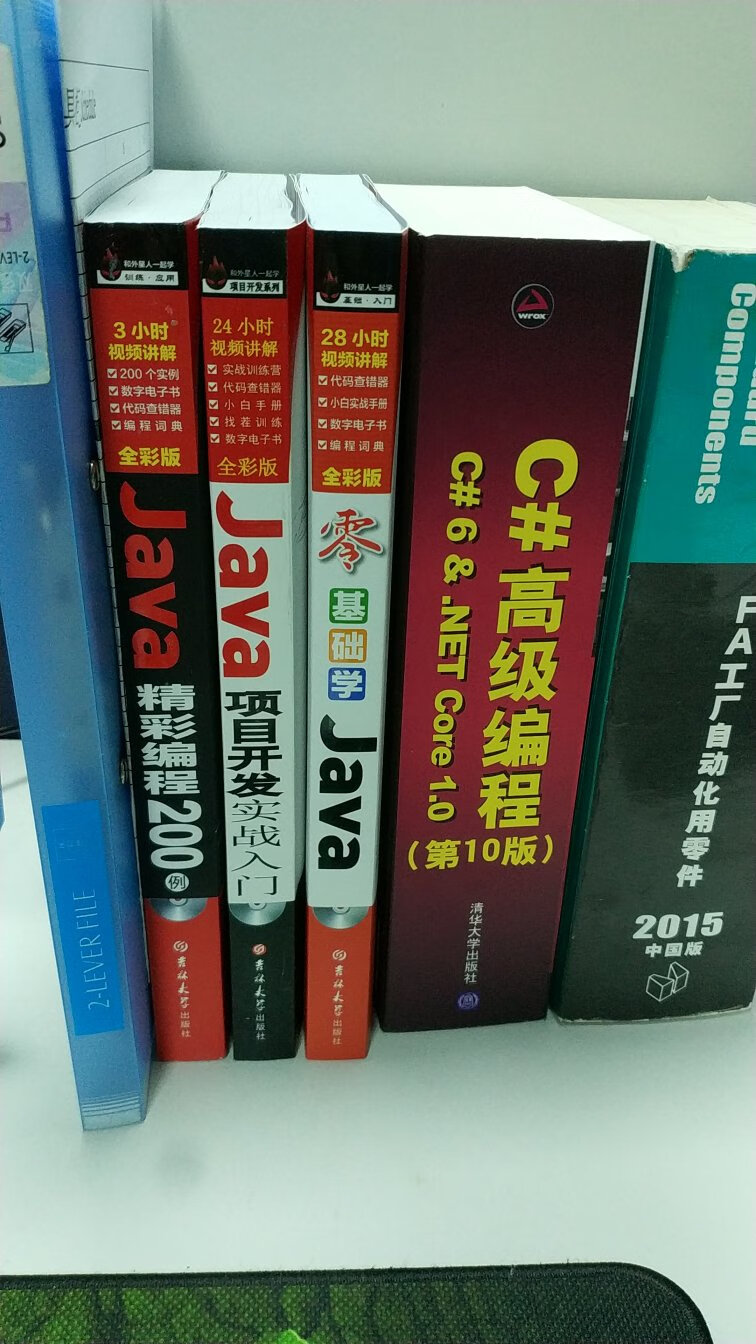 2-LEVER FILE
和外星人一起学
训练·应用
3小时
视频讲解
200个实例
数字电子书
代码查错器
编程词典
全彩版
Java
精彩编程200例
吉林大学出版社
和外星人一起学
项目开发系列
24小时
视频讲解
实战训练营
代码查错器
小白手册
找茬训练
数字电子书
全彩版
Java
项目开发实战入门
吉林大学出版社
和外星人一起学
基础·入门
28小时
视频讲解
代码查错器
小白实战手册
数字电子书
编程词典
全彩版
零基础学
Java
吉林大学出版社
wrox
C#高级编程
C# 6 & .NET Core 1.0
(第10版)
清华大学出版社
Components
FA工厂自动化用零件
2015
中国版